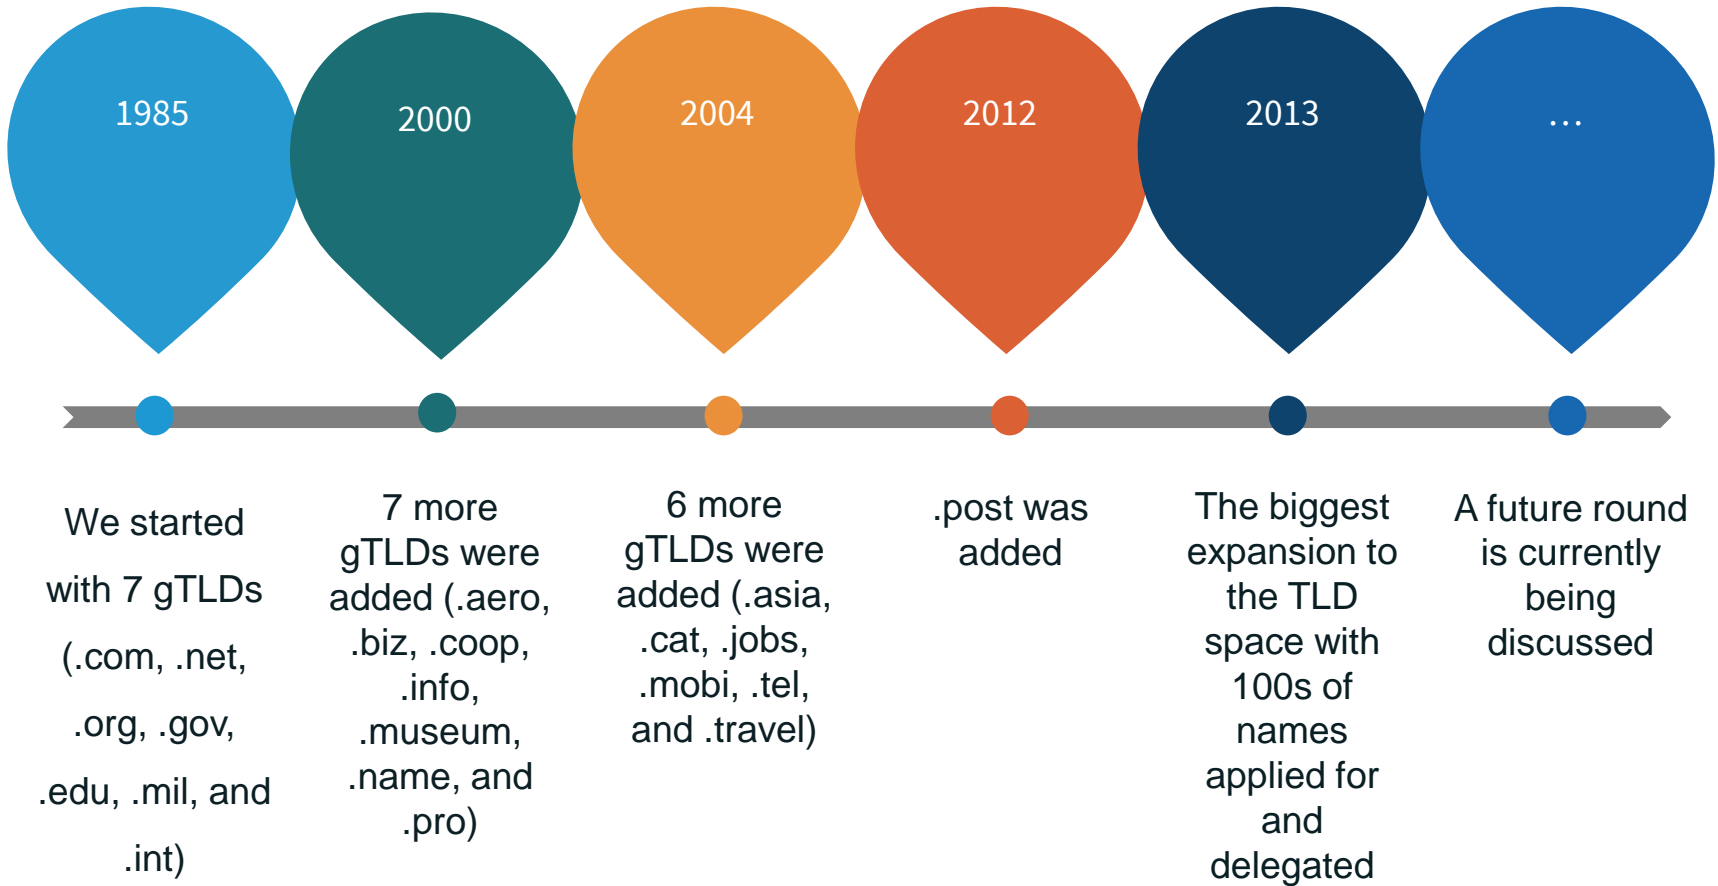 1985
We started
with 7 gTLDs
(.com, .net,
.org, .gov,
.edu, .mil, and
.int)
2000
7 more
gTLDs were
added (.aero,
.biz, .coop,
.info,
.museum,
.name, and
.pro)
2004
6 more
gTLDs were
added (.asia,
.cat, .jobs,
.mobi, .tel,
and .travel)
2012
.post was
added
2013
The biggest
expansion to
the TLD
space with
100s of
names
applied for
and
delegated
…
A future round
is currently
being
discussed